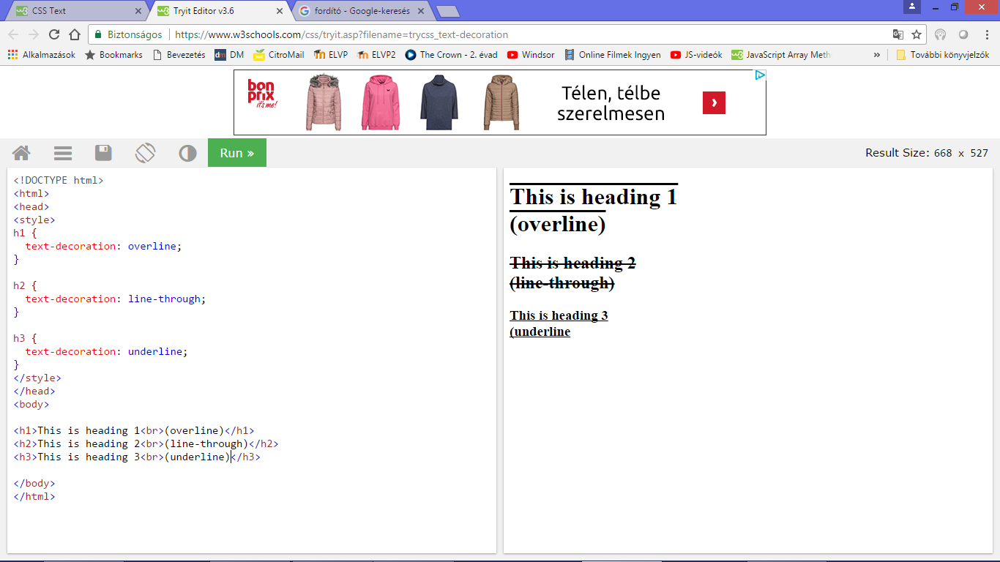 CSS Text
Tryit Editor v3.6
fordító - Google-keresés
Biztonságos
https://www.w3schools.com/css/tryit.asp?filename=trycss_text-decoration
Alkalmazások
Bookmarks
Bevezetés
DM
CitroMail
ELVP
ELVP2
The Crown - 2. évad
Windsor
Online Filmek Ingyen
JS-videók
JavaScript Array Meth
»
További könyvjelzők
bon
prix
it's me!
Télen, télbe
szerelmesen
Run »
Result Size: 668 x 527
<!DOCTYPE html>
<html>
<head>
<style>
h1 {
  text-decoration: overline;
}
h2 {
  text-decoration: line-through;
}
h3 {
  text-decoration: underline;
}
</style>
</head>
<body>
<h1>This is heading 1<br>(overline)</h1>
<h2>This is heading 2<br>(line-through)</h2>
<h3>This is heading 3<br>(underline)</h3>
</body>
</html>
This is heading 1
(overline)
This is heading 2
(line-through)
This is heading 3
(underline